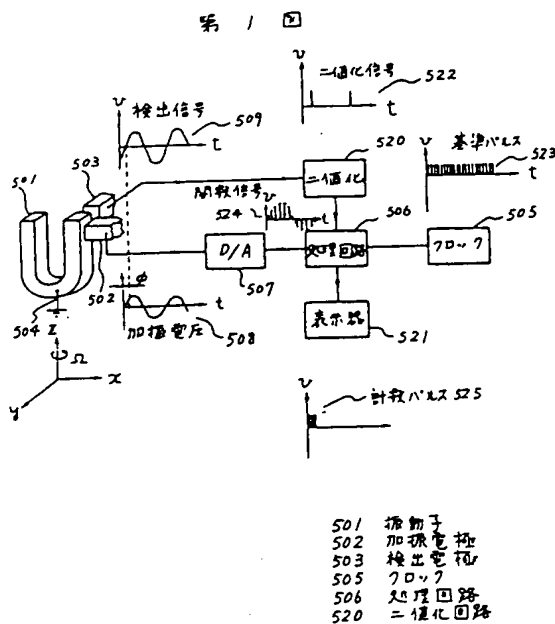 第1図
v
二値化信号
522
t
v
検出信号
509
t
503
501
520
二値化
v
基準パルス
523
t
関数信号
524
v
t
506
処理回路
505
クロック
D/A
507
502
504
φ
t
加振電圧
508
表示器
521
z
Ω
x
y
v
計数パルス 525
501 振動子
502 加振電極
503 検出電極
505 クロック
506 処理回路
520 二値化回路